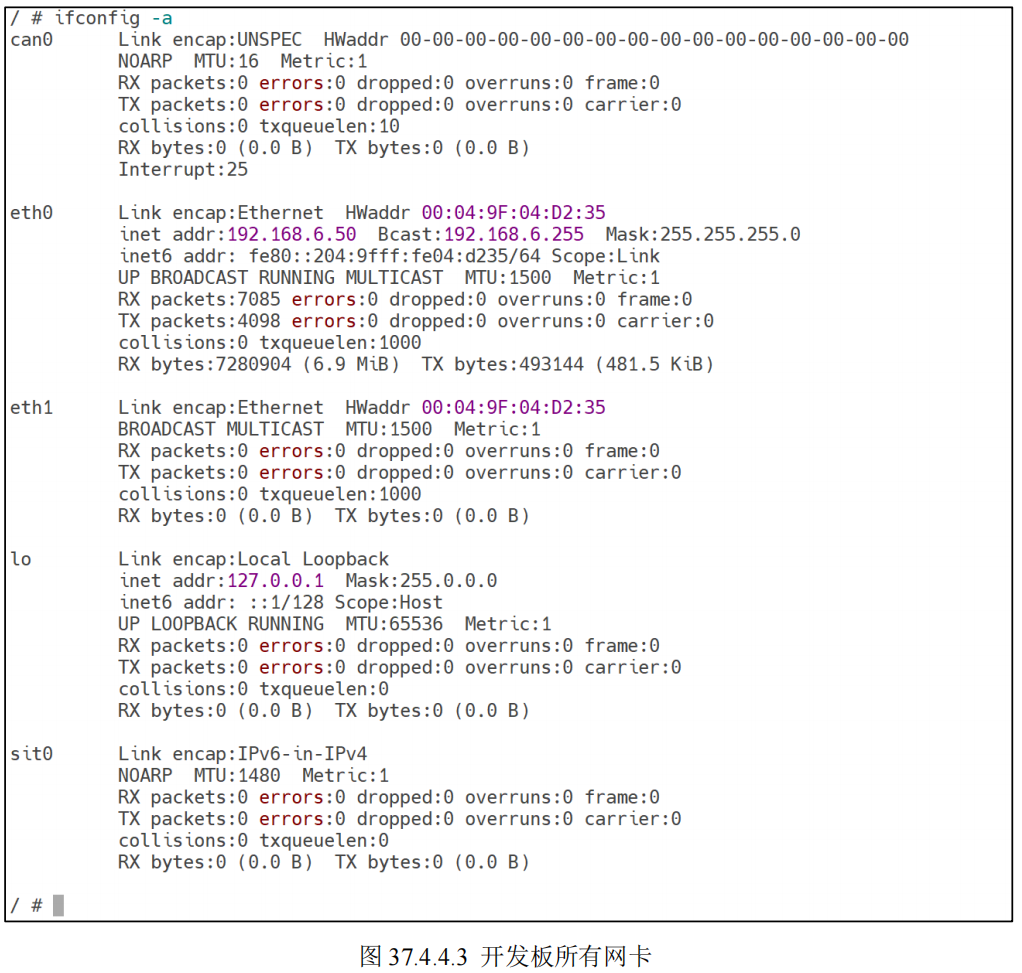 / # ifconfig -a
can0 Link encap:UNSPEC HWaddr 00-00-00-00-00-00-00-00-00-00-00-00-00-00-00-00
NOARP MTU:16 Metric:1
RX packets:0 errors:0 dropped:0 overruns:0 frame:0
TX packets:0 errors:0 dropped:0 overruns:0 carrier:0
collisions:0 txqueuelen:10
RX bytes:0 (0.0 B) TX bytes:0 (0.0 B)
Interrupt:25
eth0 Link encap:Ethernet HWaddr 00:04:9F:04:D2:35
inet addr:192.168.6.50 Bcast:192.168.6.255 Mask:255.255.255.0
inet6 addr: fe80::204:9fff:fe04:d235/64 Scope:Link
UP BROADCAST RUNNING MULTICAST MTU:1500 Metric:1
RX packets:7085 errors:0 dropped:0 overruns:0 frame:0
TX packets:4098 errors:0 dropped:0 overruns:0 carrier:0
collisions:0 txqueuelen:1000
RX bytes:7280904 (6.9 MiB) TX bytes:493144 (481.5 KiB)
eth1 Link encap:Ethernet HWaddr 00:04:9F:04:D2:35
BROADCAST MULTICAST MTU:1500 Metric:1
RX packets:0 errors:0 dropped:0 overruns:0 frame:0
TX packets:0 errors:0 dropped:0 overruns:0 carrier:0
collisions:0 txqueuelen:1000
RX bytes:0 (0.0 B) TX bytes:0 (0.0 B)
lo Link encap:Local Loopback
inet addr:127.0.0.1 Mask:255.0.0.0
inet6 addr: ::1/128 Scope:Host
UP LOOPBACK RUNNING MTU:65536 Metric:1
RX packets:0 errors:0 dropped:0 overruns:0 frame:0
TX packets:0 errors:0 dropped:0 overruns:0 carrier:0
collisions:0 txqueuelen:0
RX bytes:0 (0.0 B) TX bytes:0 (0.0 B)
sit0 Link encap:IPv6-in-IPv4
NOARP MTU:1480 Metric:1
RX packets:0 errors:0 dropped:0 overruns:0 frame:0
TX packets:0 errors:0 dropped:0 overruns:0 carrier:0
collisions:0 txqueuelen:0
RX bytes:0 (0.0 B) TX bytes:0 (0.0 B)
/ #
图 37.4.4.3 开发板所有网卡